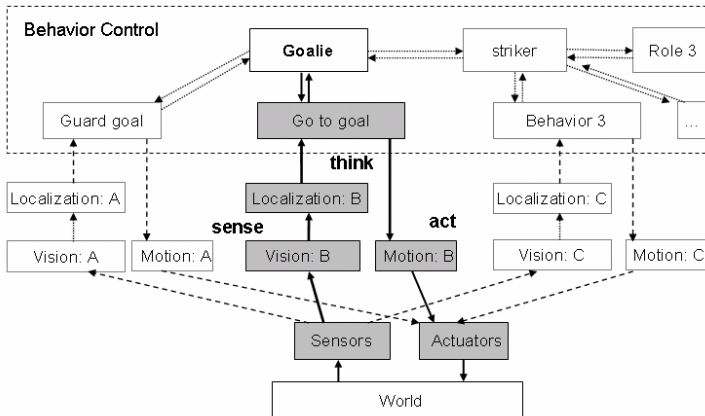 Behavior Control
Goalie
striker
Role 3
Guard goal
Go to goal
Behavior 3
...
think
Localization: A
Localization: B
Localization: C
sense
act
Vision: A
Motion: A
Vision: B
Motion: B
Vision: C
Motion: C
Sensors
Actuators
World